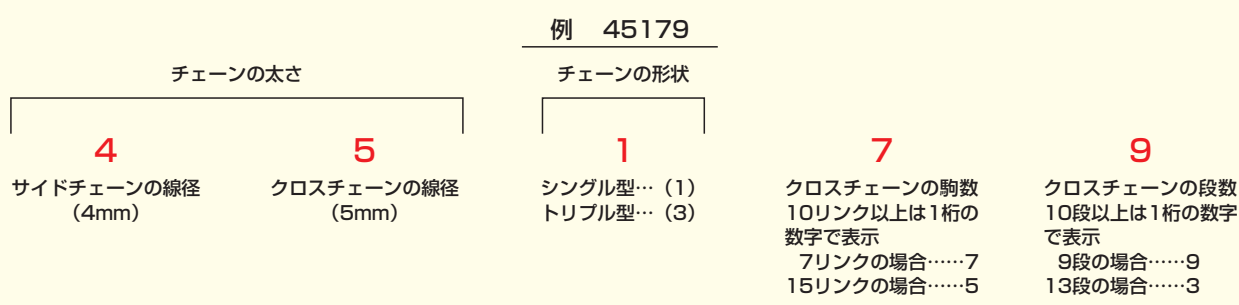 例 45179
チェーンの太さ
チェーンの形状
4
5
1
7
9
サイドチェーンの線径
（4mm）
クロスチェーンの線径
（5mm）
シングル型…（1）
トリプル型…（3）
クロスチェーンの駒数
10リンク以上は1桁の
数字で表示
7リンクの場合……7
15リンクの場合……5
クロスチェーンの段数
10段以上は1桁の数字
で表示
9段の場合……9
13段の場合……3